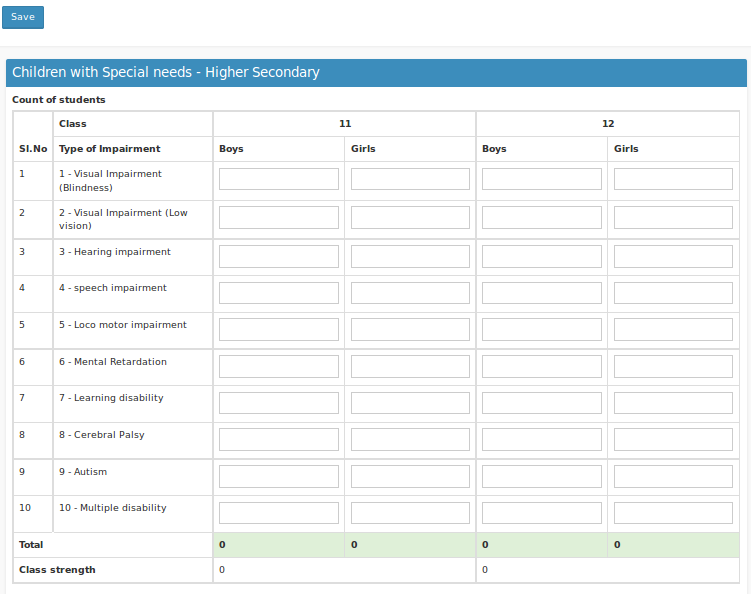 Save
Children with Special needs - Higher Secondary
Count of students
Class 11 12
Sl.No Type of Impairment Boys Girls Boys Girls
1 1 - Visual Impairment
(Blindness)
2 2 - Visual Impairment (Low
vision)
3 3 - Hearing impairment
4 4 - speech impairment
5 5 - Loco motor impairment
6 6 - Mental Retardation
7 7 - Learning disability
8 8 - Cerebral Palsy
9 9 - Autism
10 10 - Multiple disability
Total 0 0 0 0
Class strength 0 0